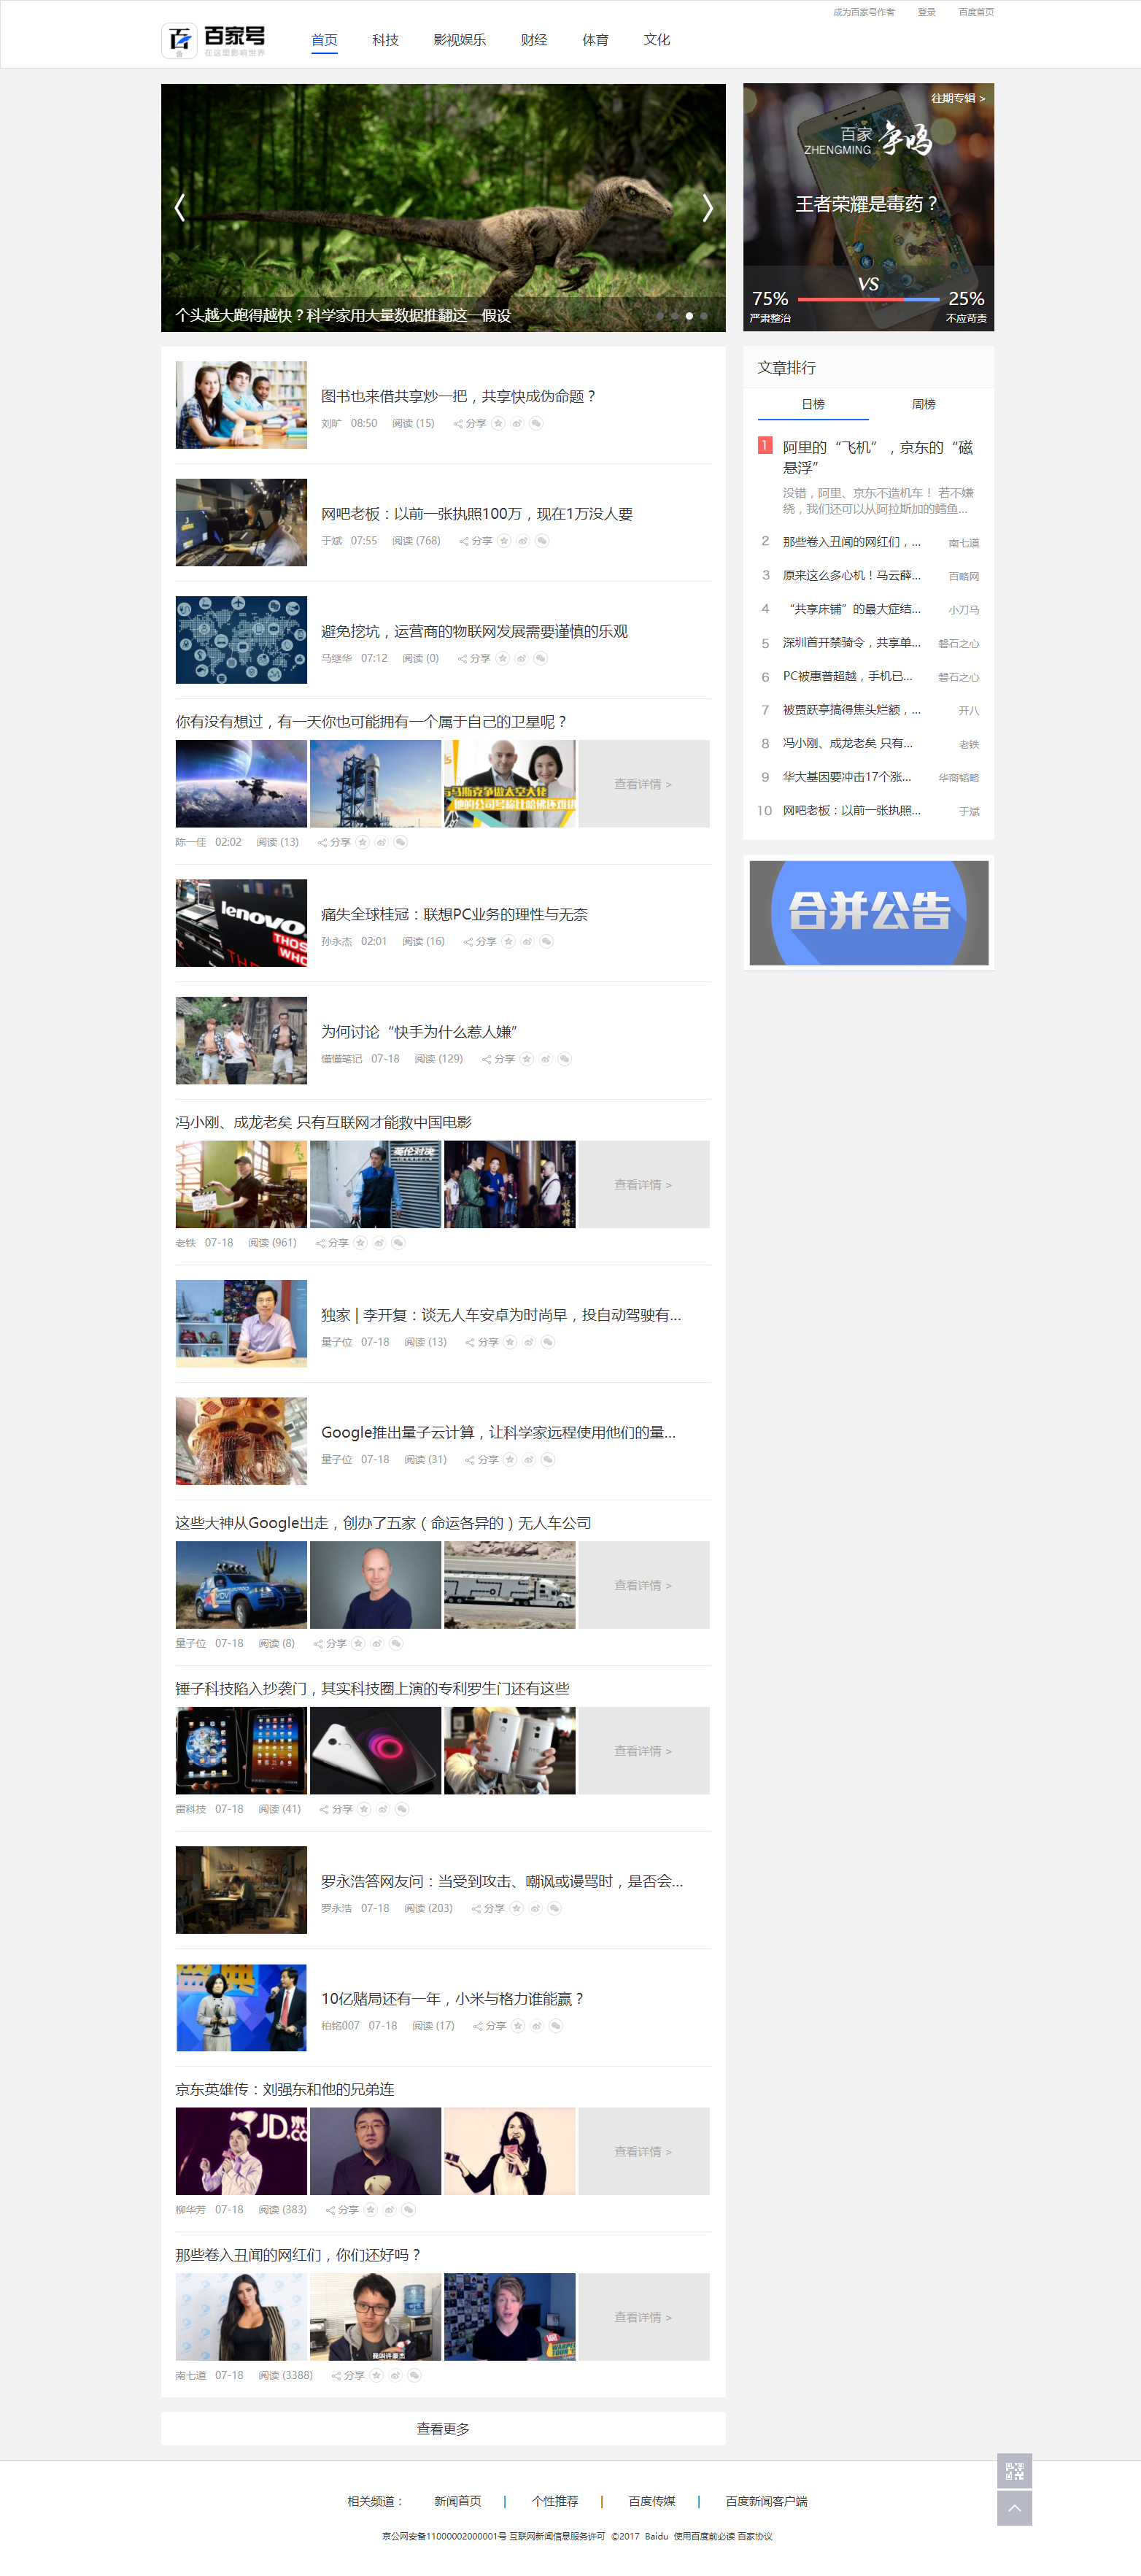 成为百家号作者 登录 百度首页
百 百家号
在这里影响世界
首页 科技 影视娱乐 财经 体育 文化
个头越大跑得越快？科学家用大量数据推翻这一假设
往期专辑 >
百家 争鸣
ZHENGMING
王者荣耀是毒药？
VS
75% 25%
严肃整治 不应苛责
图书也来借共享炒一把，共享快成伪命题？
刘旷 08:50 阅读 (15) 分享
网吧老板：以前一张执照100万，现在1万没人要
于斌 07:55 阅读 (768) 分享
避免挖坑，运营商的物联网发展需要谨慎的乐观
马继华 07:12 阅读 (0) 分享
你有没有想过，有一天你也可能拥有一个属于自己的卫星呢？
与马斯克争做太空大佬
查看详情 >
陈一佳 02:02 阅读 (13) 分享
lenovo
THOS
WHO
痛失全球桂冠：联想PC业务的理性与无奈
孙永杰 02:01 阅读 (16) 分享
为何讨论“快手为什么惹人嫌”
懂懂笔记 07-18 阅读 (129) 分享
冯小刚、成龙老矣 只有互联网才能救中国电影
英伦对决
查看详情 >
老铁 07-18 阅读 (961) 分享
独家 | 李开复：谈无人车安卓为时尚早，投自动驾驶有...
量子位 07-18 阅读 (13) 分享
Google推出量子云计算，让科学家远程使用他们的量...
量子位 07-18 阅读 (31) 分享
这些大神从Google出走，创办了五家（命运各异的）无人车公司
查看详情 >
量子位 07-18 阅读 (8) 分享
锤子科技陷入抄袭门，其实科技圈上演的专利罗生门还有这些
查看详情 >
雷科技 07-18 阅读 (41) 分享
罗永浩答网友问：当受到攻击、嘲讽或谩骂时，是否会...
罗永浩 07-18 阅读 (203) 分享
10亿赌局还有一年，小米与格力谁能赢？
柏铭007 07-18 阅读 (17) 分享
京东英雄传：刘强东和他的兄弟连
JD.
查看详情 >
柳华芳 07-18 阅读 (383) 分享
那些卷入丑闻的网红们，你们还好吗？
我叫许豪杰
查看详情 >
南七道 07-18 阅读 (3388) 分享
查看更多
文章排行
日榜 周榜
1 阿里的“飞机”，京东的“磁
悬浮”
没错，阿里、京东不造机车！ 若不嫌
绕，我们还可以从阿拉斯加的鳕鱼...
2 那些卷入丑闻的网红们，... 南七道
3 原来这么多心机！马云薛... 百略网
4 “共享床铺”的最大症结... 小刀马
5 深圳首开禁骑令，共享单... 磐石之心
6 PC被惠普超越，手机已... 磐石之心
7 被贾跃亭搞得焦头烂额，... 开八
8 冯小刚、成龙老矣 只有... 老铁
9 华大基因要冲击17个涨... 华商韬略
10 网吧老板：以前一张执照... 于斌
合并公告
相关频道： 新闻首页 | 个性推荐 | 百度传媒 | 百度新闻客户端
京公网安备11000002000001号 互联网新闻信息服务许可 ©2017 Baidu 使用百度前必读 百家协议